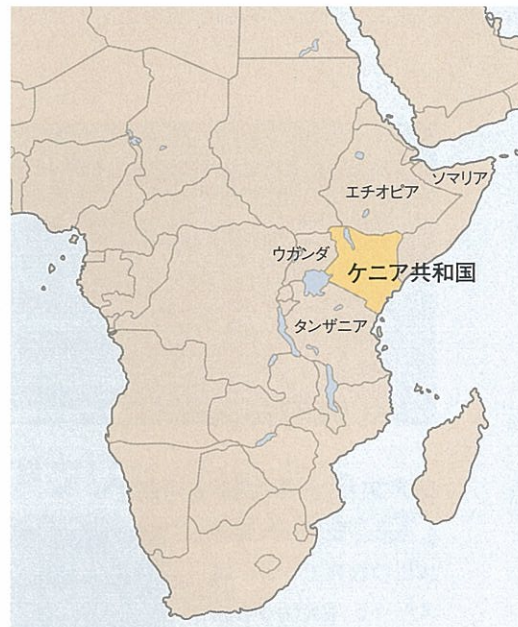 エチオピア
ソマリア
ウガンダ
ケニア共和国
タンザニア